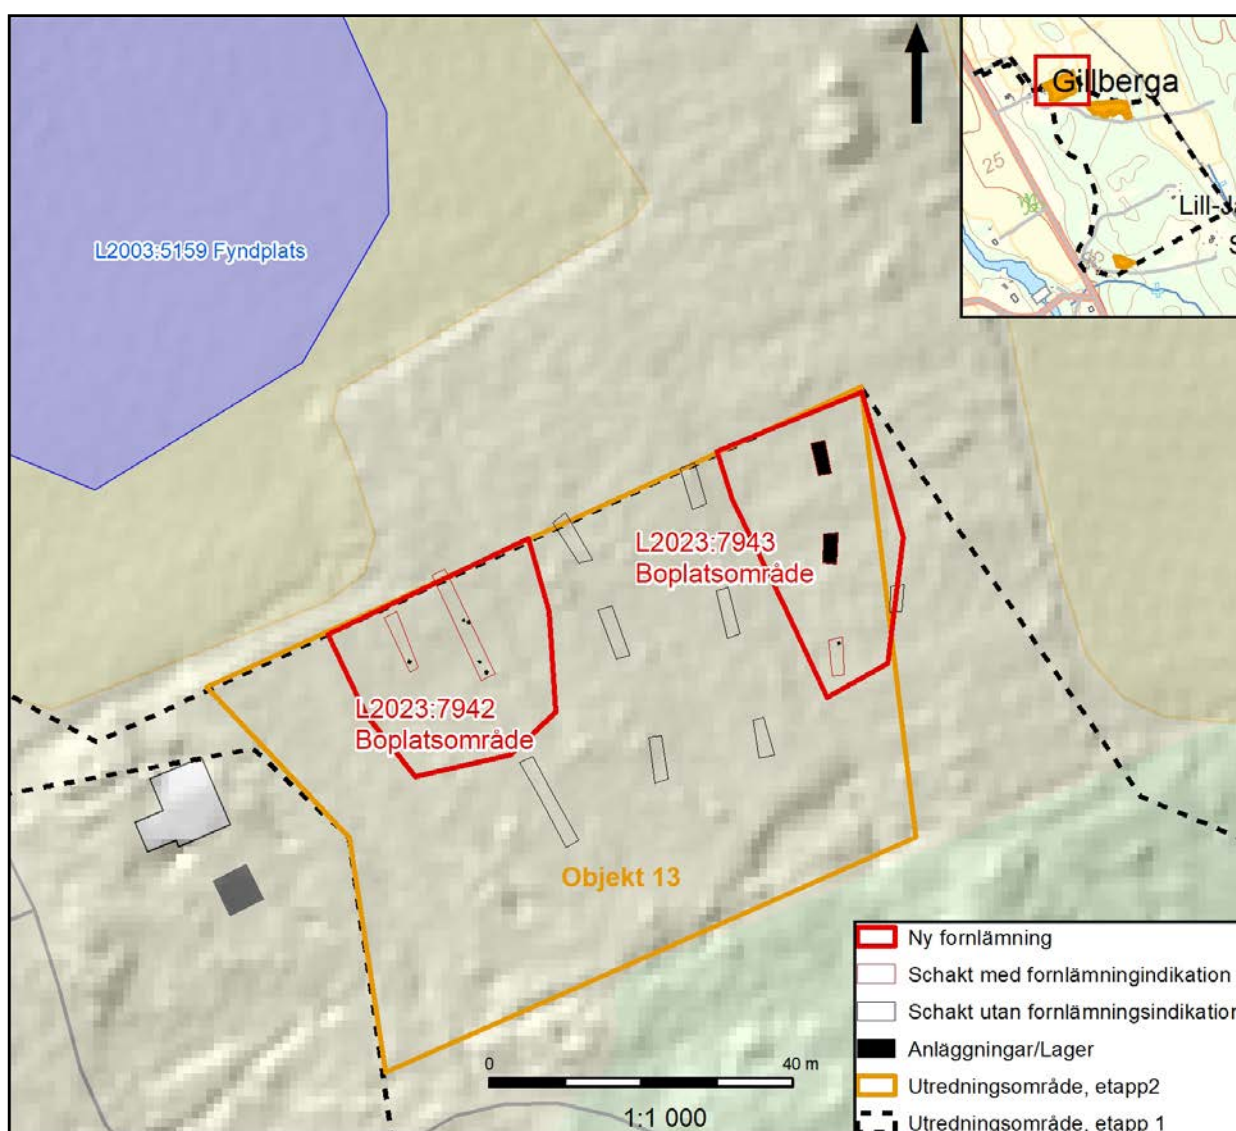 Gillberga
25
Lill-Ja
S
45
L2003:5159 Fyndplats
L2023:7943
Boplatsområde
L2023:7942
Boplatsområde
Objekt 13
0
40 m
1:1 000
Ny fornlämning
Schakt med fornlämningindikation
Schakt utan fornlämningsindikation
Anläggningar/Lager
Utredningsområde, etapp2
Utredningsområde, etapp 1